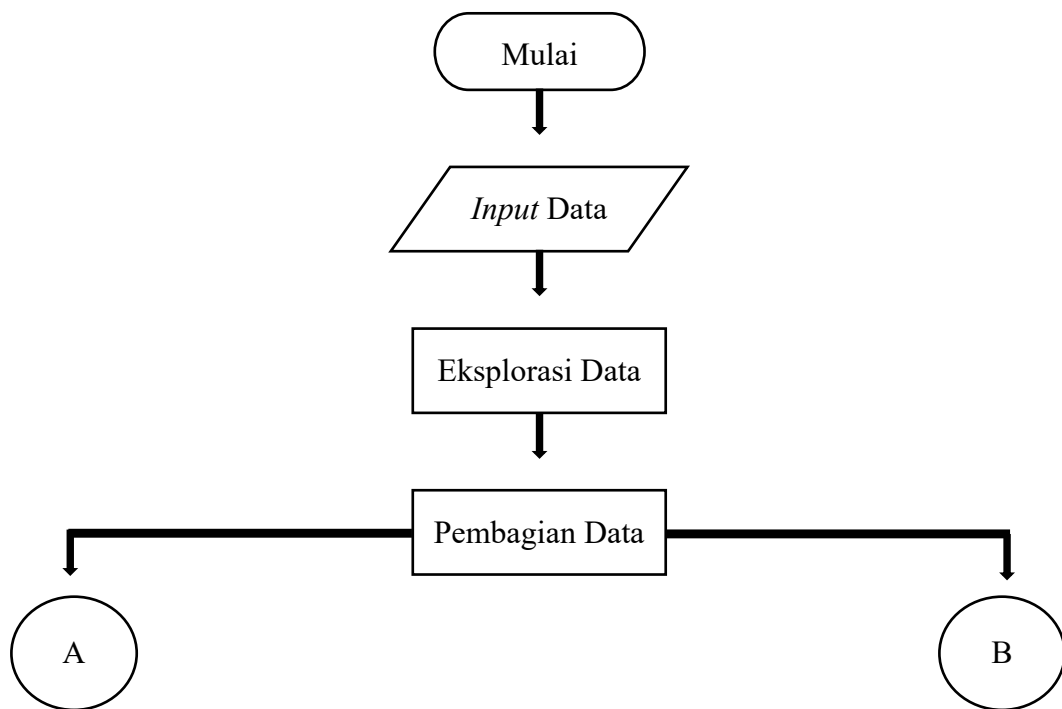 Mulai
Input Data
Eksplorasi Data
Pembagian Data
A
B